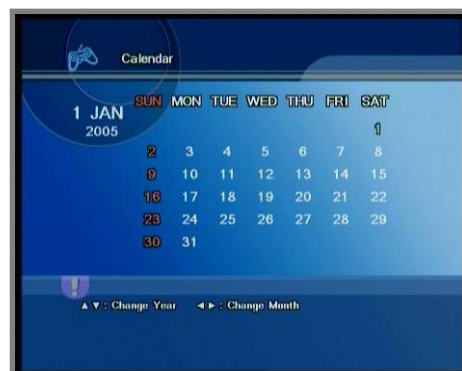 Calendar
1 JAN
2005
SUN MON TUE WED THU FRI SAT
1
2 3 4 5 6 7 8
9 10 11 12 13 14 15
16 17 18 19 20 21 22
23 24 25 26 27 28 29
30 31
▲▼: Change Year ◄►: Change Month